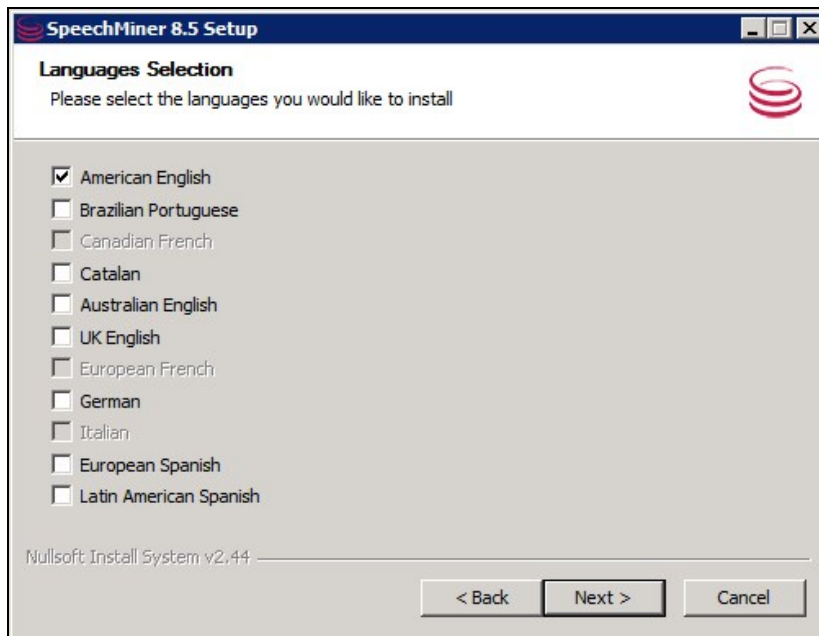 SpeechMiner 8.5 Setup
Languages Selection
Please select the languages you would like to install
American English
Brazilian Portuguese
Canadian French
Catalan
Australian English
UK English
European French
German
Italian
European Spanish
Latin American Spanish
Nullsoft Install System v2.44
< Back Next > Cancel